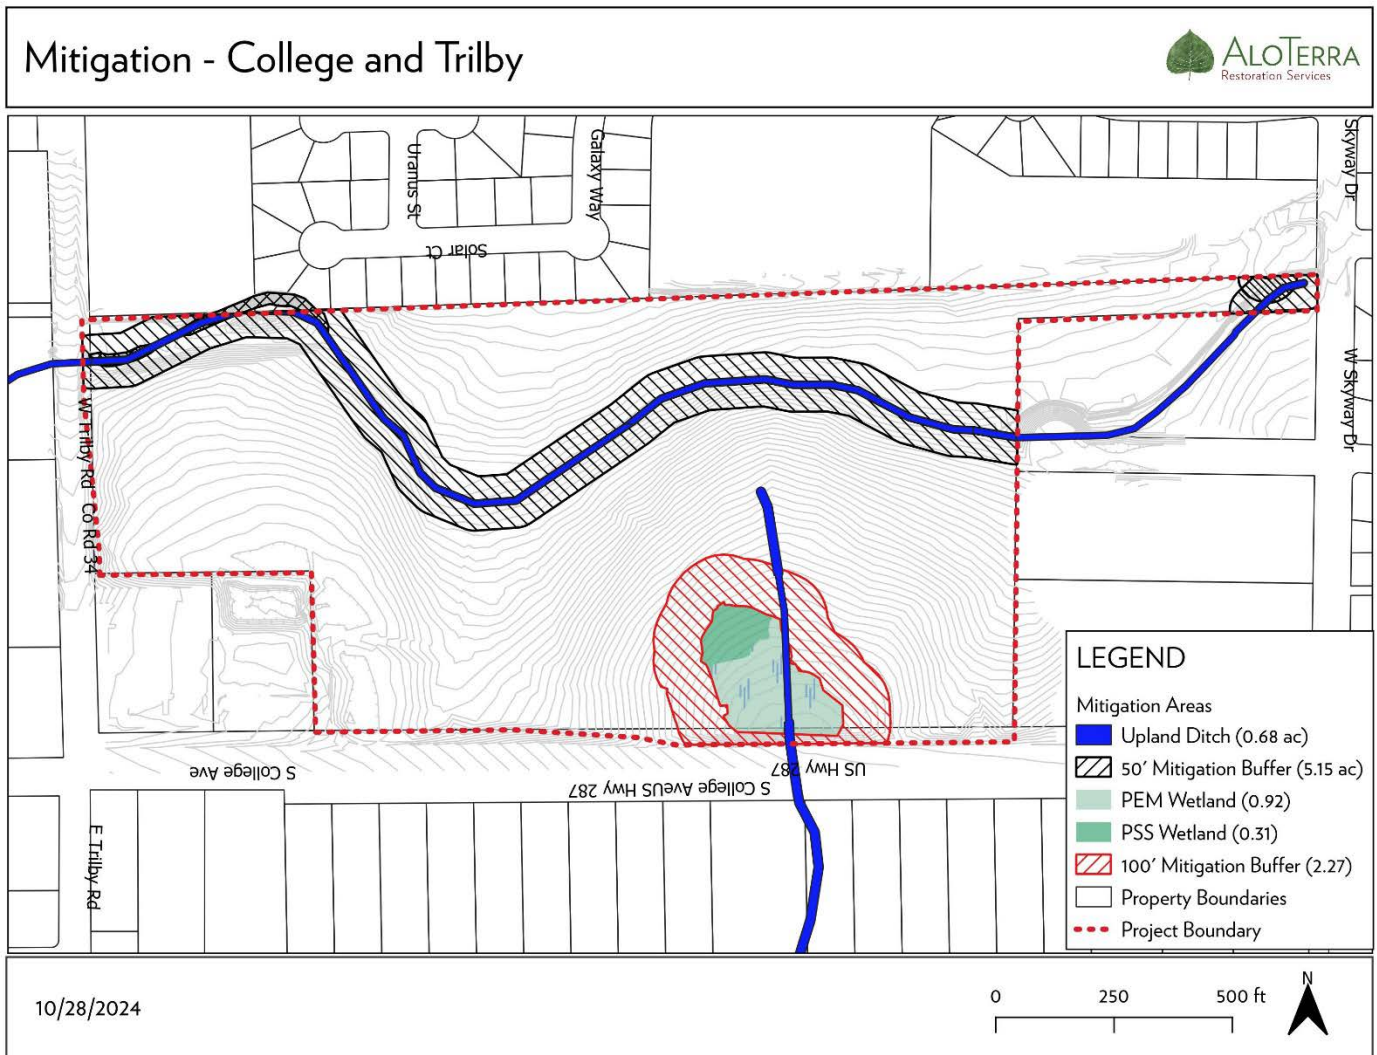 Mitigation - College and Trilby
ALOTERRA
Restoration Services
Uranus St
Galaxy Way
Solar Ct
Skyway Dr
W Skyway Dr
W Trilby Rd
Co Rd 34
S College Ave
US Hwy 287
S College AveUS Hwy 287
E Trilby Rd
LEGEND
Mitigation Areas
Upland Ditch (0.68 ac)
50' Mitigation Buffer (5.15 ac)
PEM Wetland (0.92)
PSS Wetland (0.31)
100' Mitigation Buffer (2.27)
Property Boundaries
Project Boundary
10/28/2024
0 250 500 ft
N